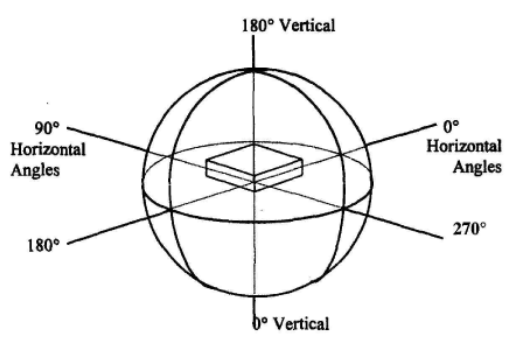 180° Vertical
90°
Horizontal
Angles
0°
Horizontal
Angles
180°
270°
0° Vertical